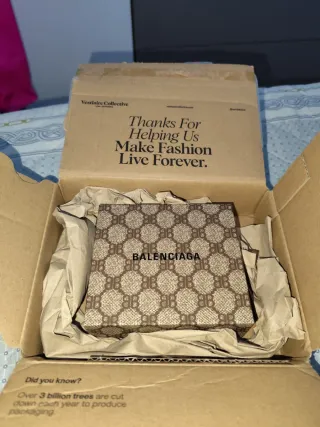 Vestiaire Collective
Thanks For
Helping Us
Make Fashion
Live Forever.
BALENCIAGA
Did you know?
Over 3 billion trees are cut
down each year to produce
packaging.